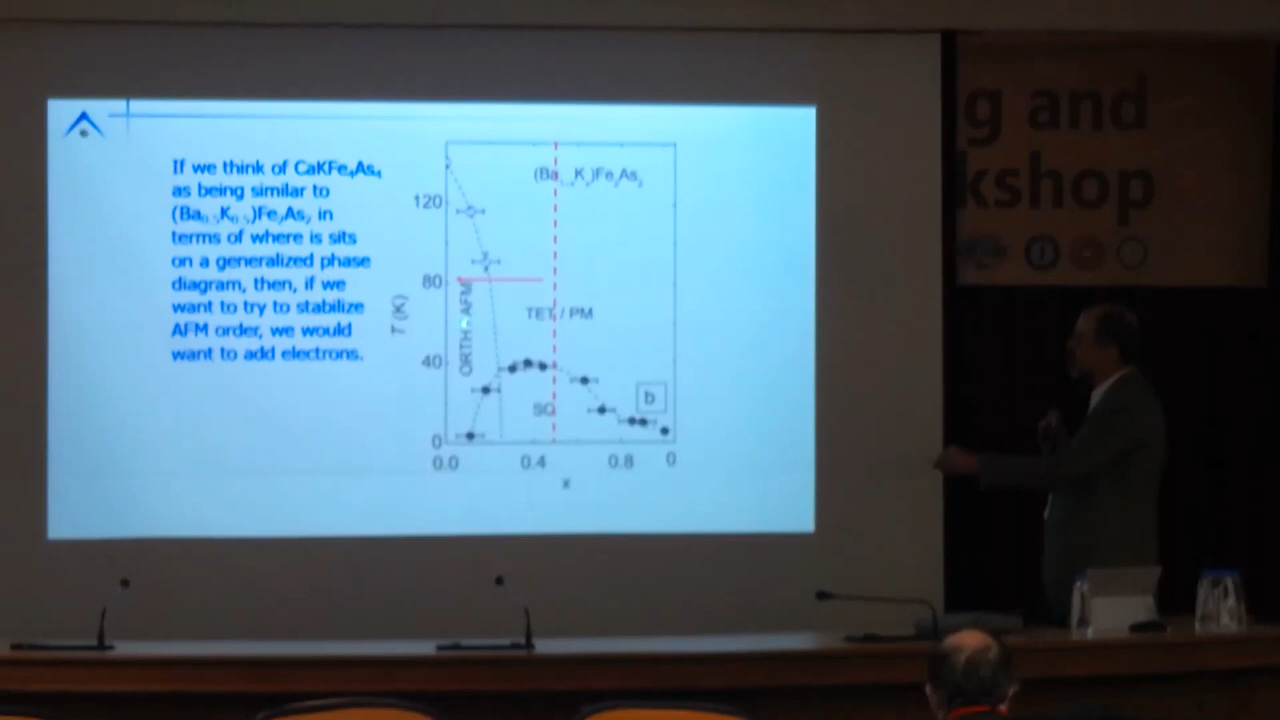 If we think of CaKFe₄As₄
as being similar to
(Ba₀.₅K₀.₅)Fe₂As₂ in
terms of where is sits
on a generalized phase
diagram, then, if we
want to try to stabilize
AFM order, we would
want to add electrons.
(Ba₁₋ₓKₓ)Fe₂As₂
120
80
40
0
T (K)
ORTH
AFM
TET / PM
SC
b
0.0
0.4
0.8
0
x
g and
kshop